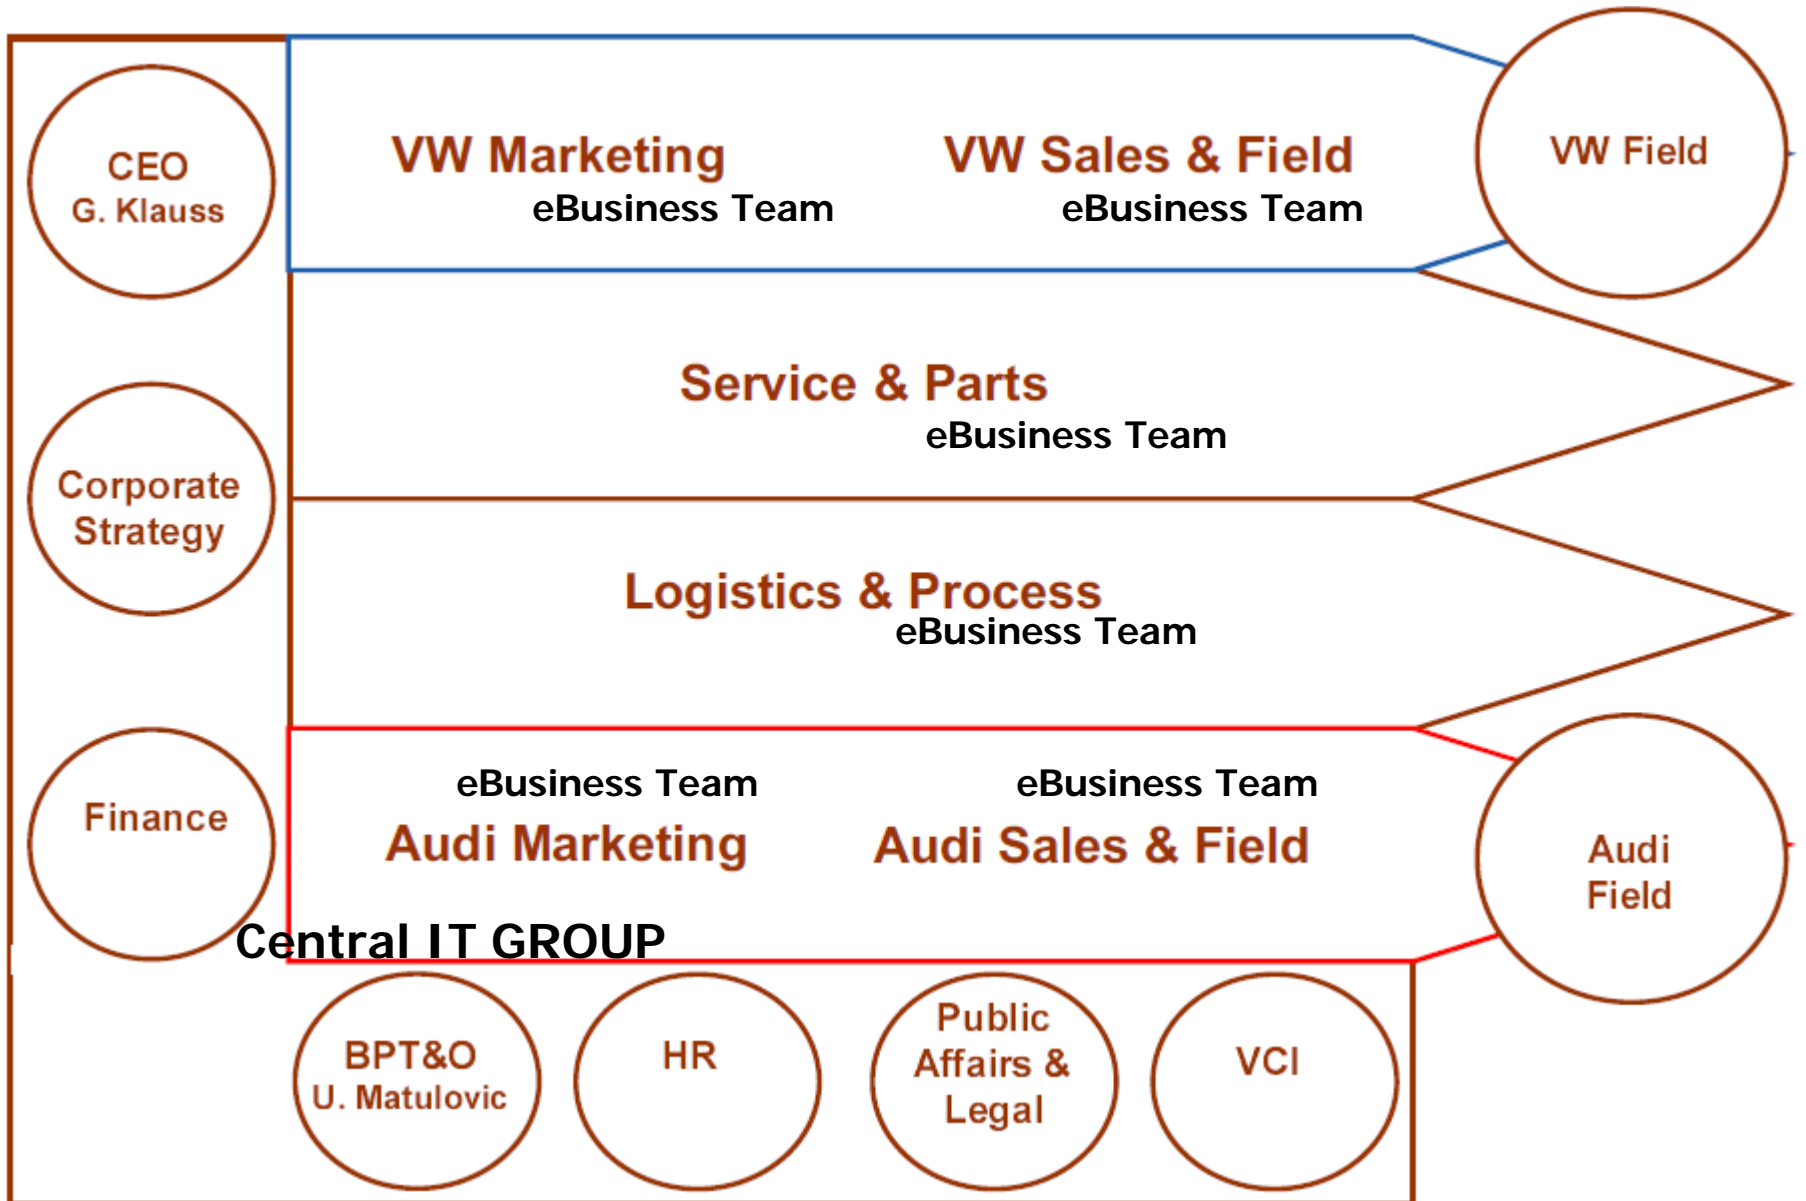 CEO
G. Klauss
VW Marketing
eBusiness Team
VW Sales & Field
eBusiness Team
VW Field
Service & Parts
eBusiness Team
Corporate
Strategy
Logistics & Process
eBusiness Team
Finance
eBusiness Team
Audi Marketing
eBusiness Team
Audi Sales & Field
Audi
Field
Central IT GROUP
BPT&O
U. Matulovic
HR
Public
Affairs &
Legal
VCI